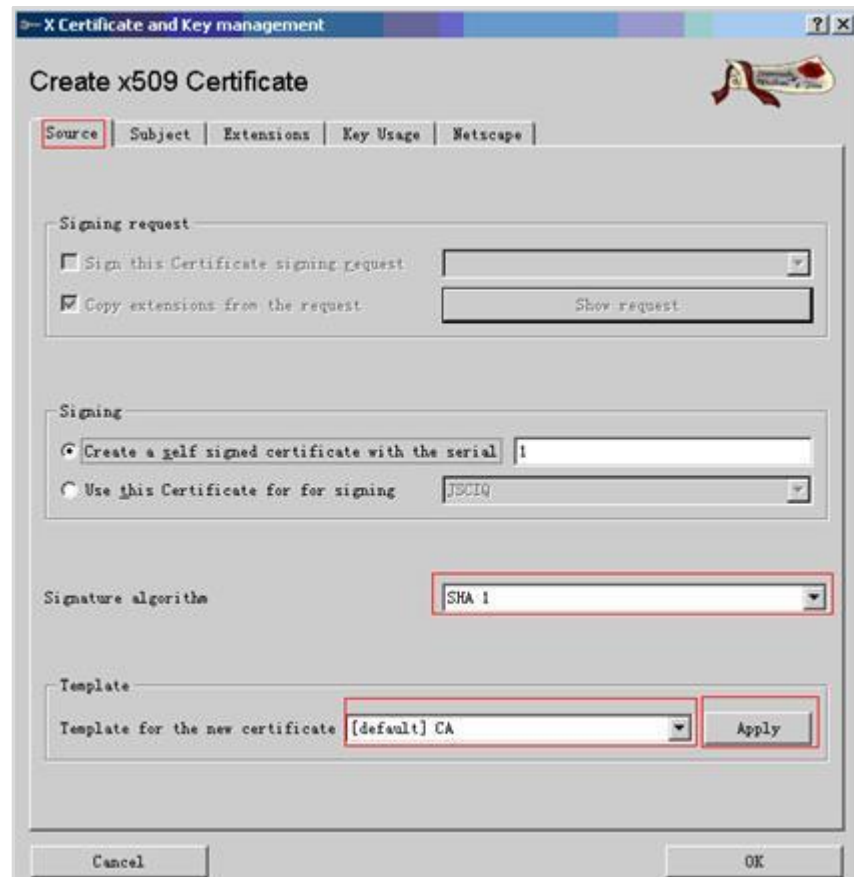 X Certificate and Key management
Create x509 Certificate
Source Subject Extensions Key Usage Netscape
Signing request
Sign this Certificate signing request
Copy extensions from the request Show request
Signing
Create a self signed certificate with the serial 1
Use this Certificate for for signing JSCIQ
Signature algorithm SHA 1
Template
Template for the new certificate [default] CA Apply
Cancel OK